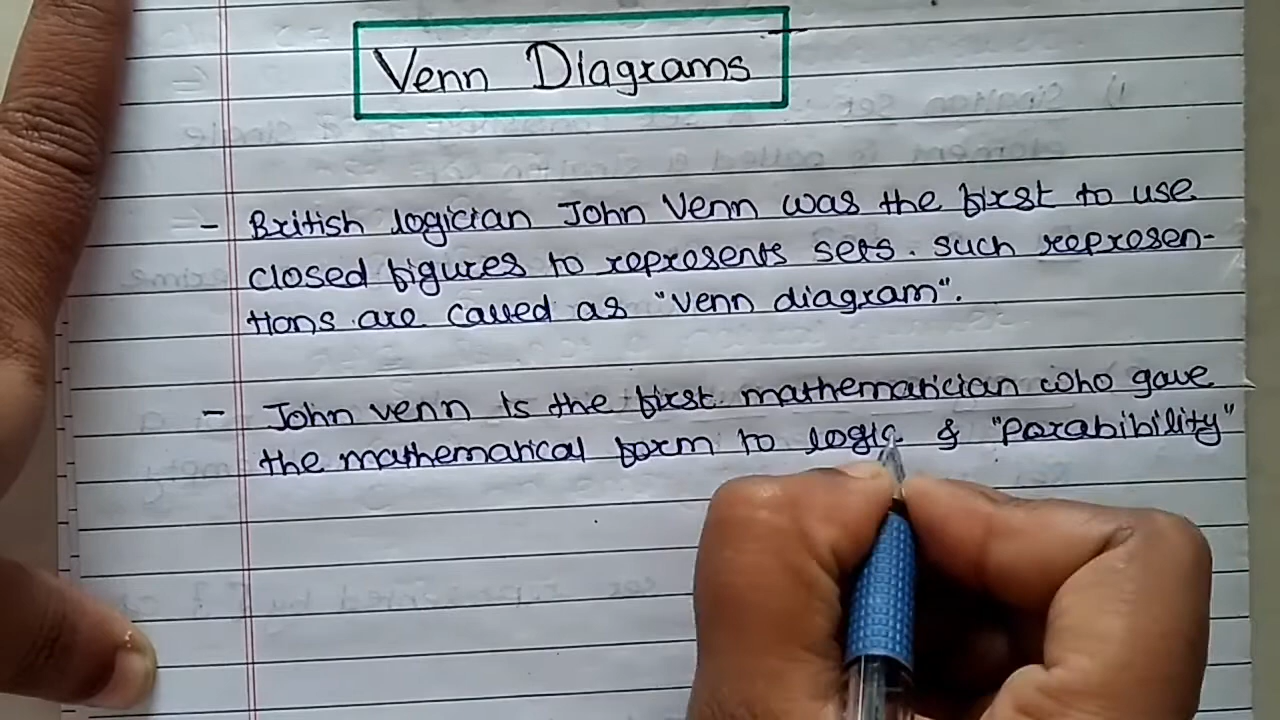 Venn Diagrams
- British logician John Venn was the first to use
closed figures to represents sets. such represen-
tions are called as "venn diagram".
- John venn is the first mathematician who gave
the mathematical form to logic & "Parabibility"